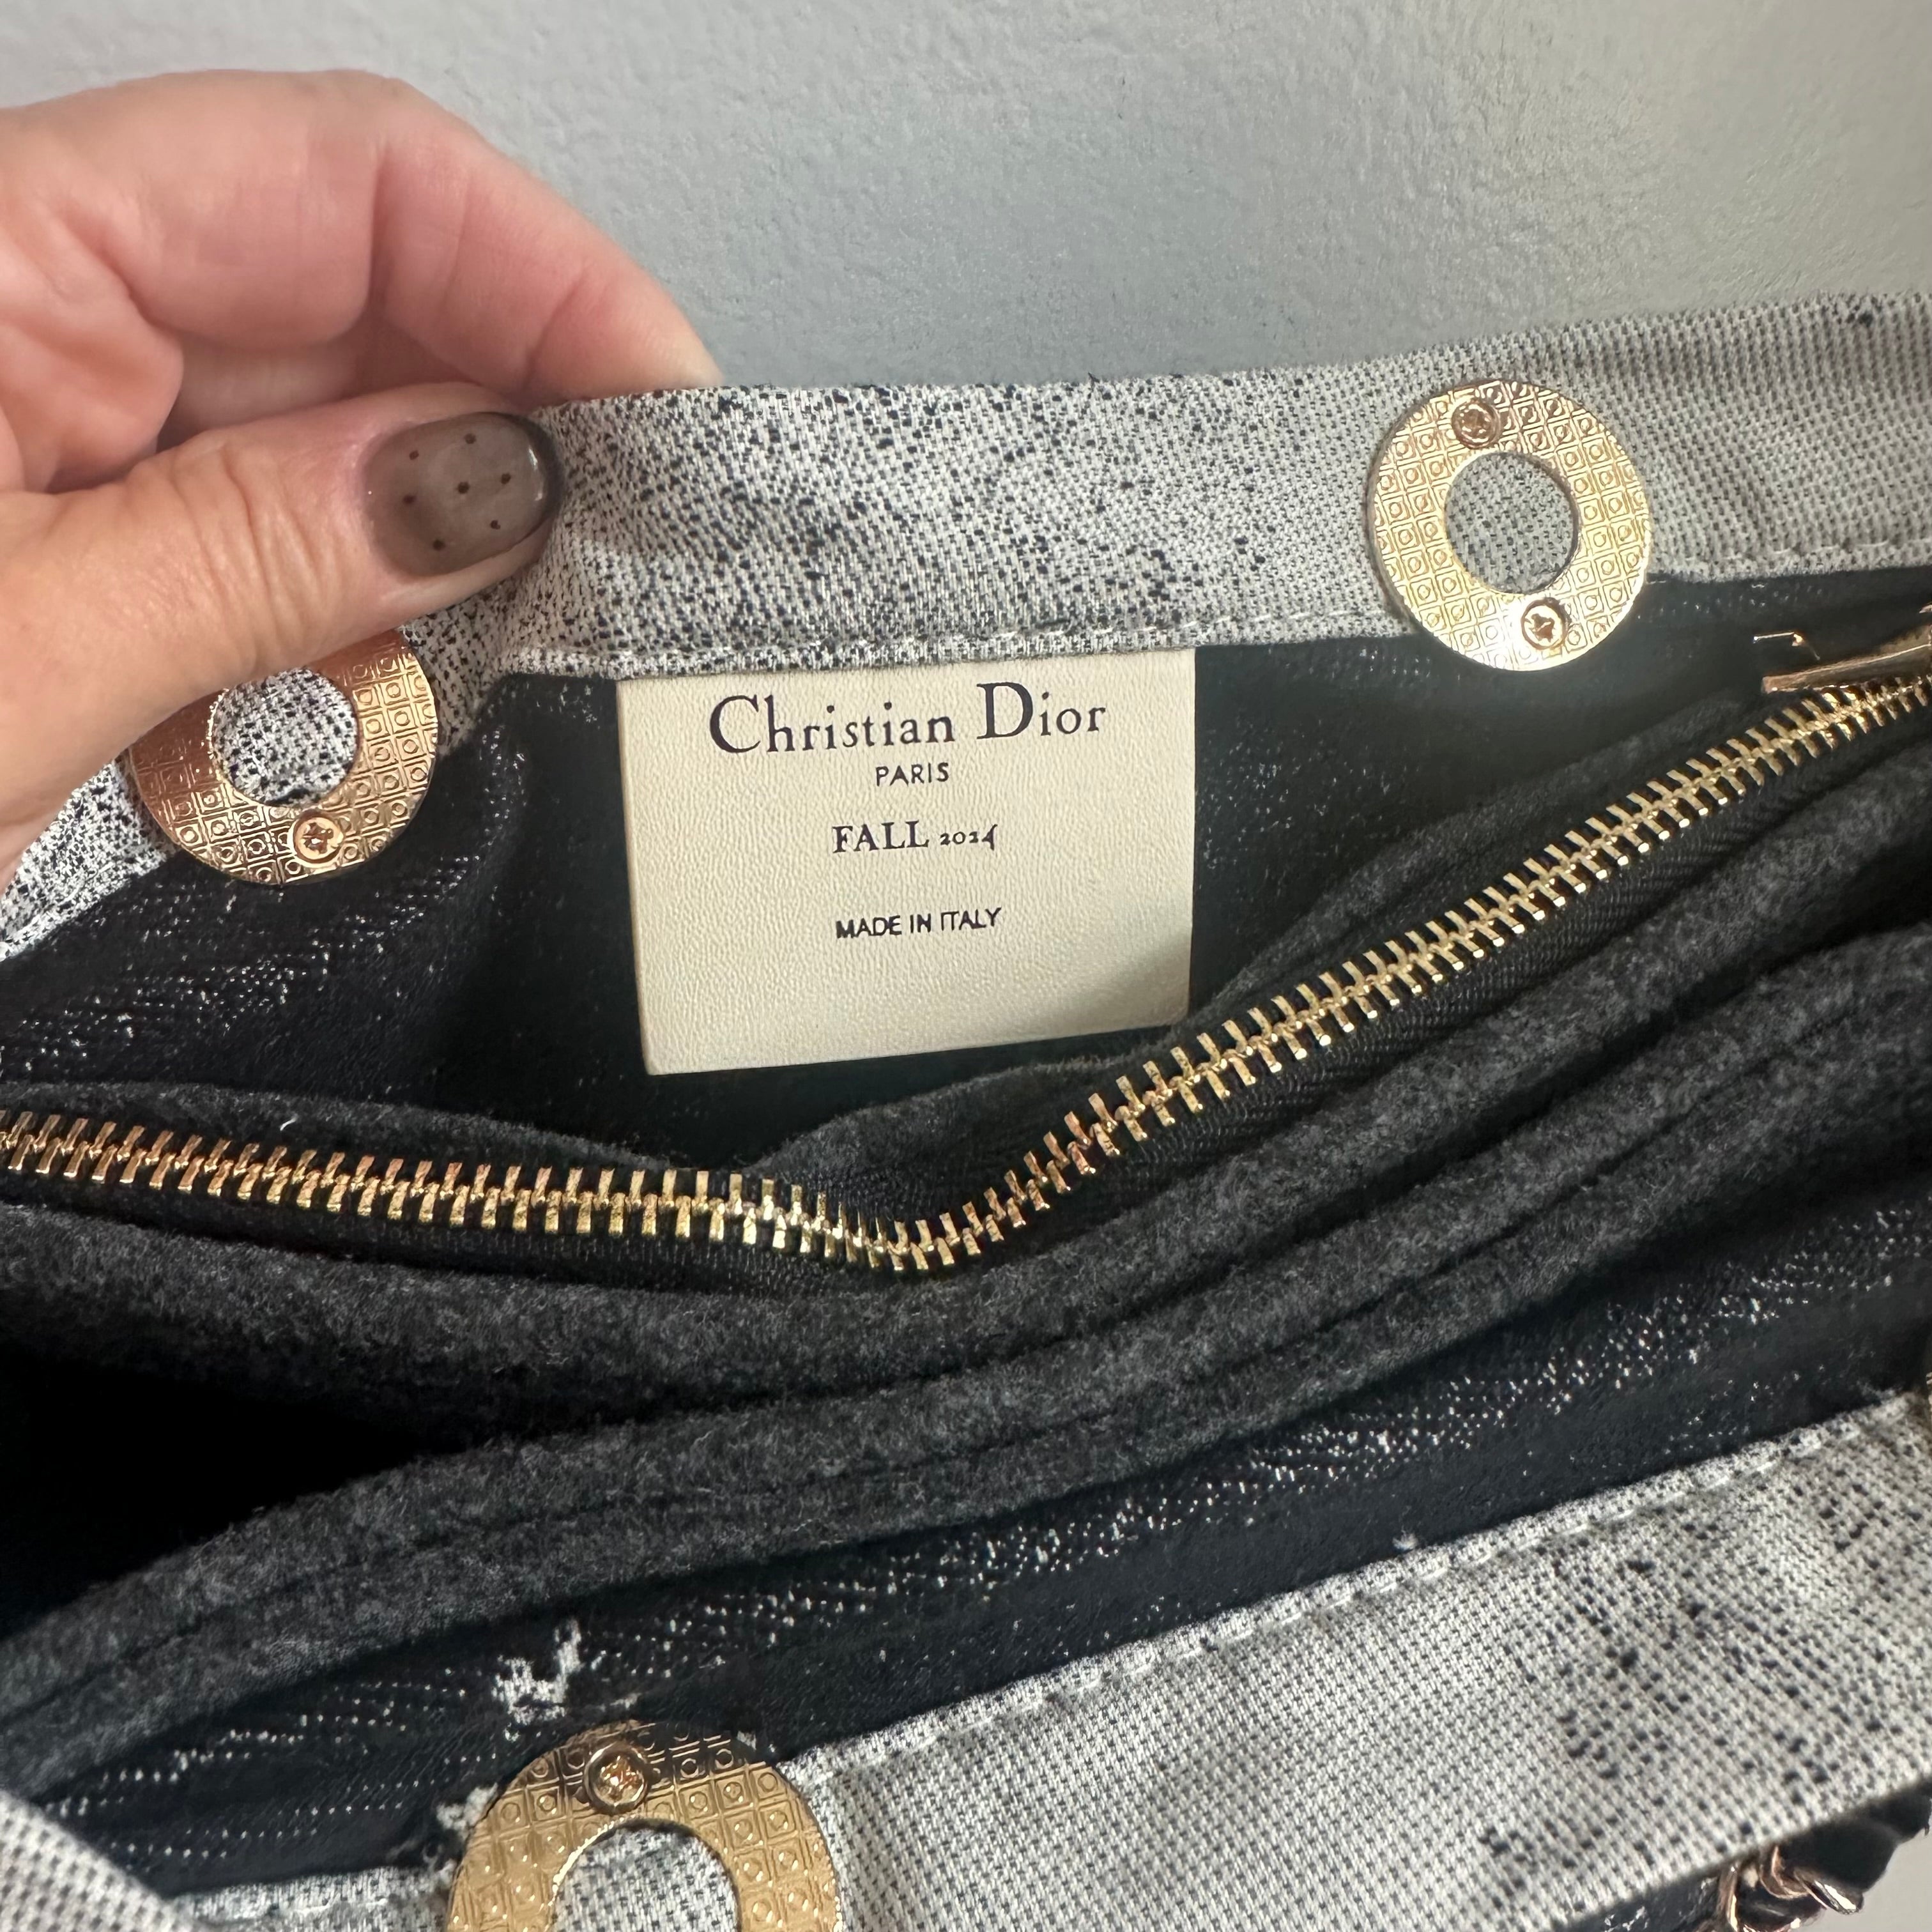 Christian Dior
PARIS
FALL 2024
MADE IN ITALY